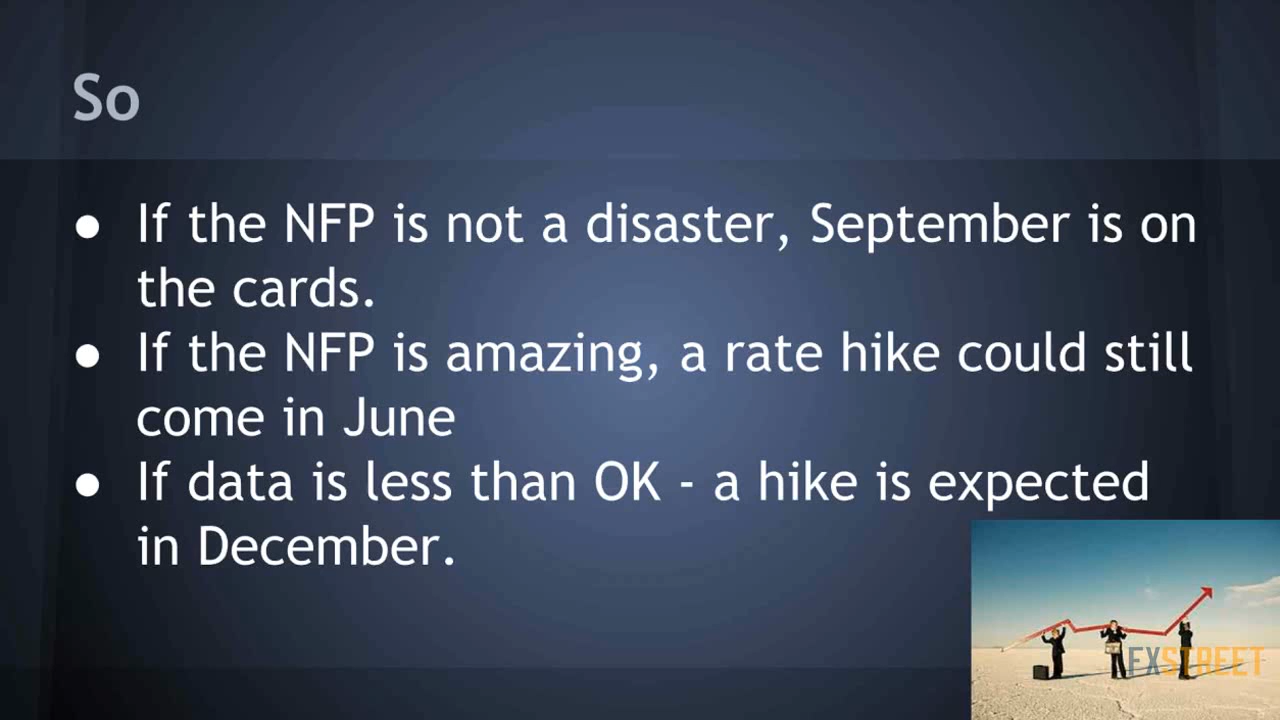 So
● If the NFP is not a disaster, September is on
the cards.
● If the NFP is amazing, a rate hike could still
come in June
● If data is less than OK - a hike is expected
in December.
FXSTREET